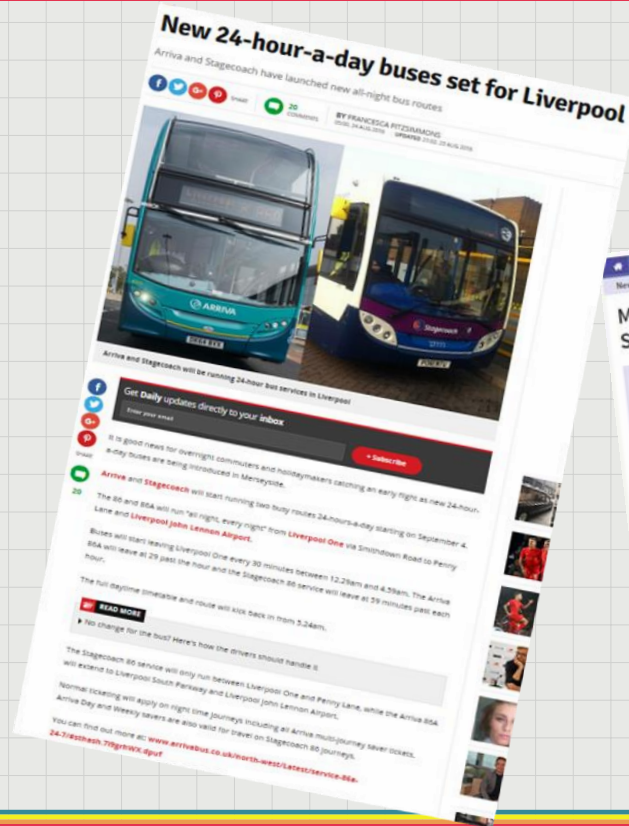 New 24-hour-a-day buses set for Liverpool
Arriva and Stagecoach have launched new all-night bus routes
SHARE
20
COMMENTS
BY FRANCESCA FITZSIMMONS
05:00, 24 AUG 2016 UPDATED
ARRIVA
Stagecoach
Arriva and Stagecoach will be running 24-hour bus services in Liverpool
Get Daily updates directly to your inbox
Enter your email
+ Subscribe
SHARE
20
It is good news for overnight commuters and holidaymakers catching an early flight as new 24-hour-
a-day buses are being introduced in Merseyside.
Arriva and Stagecoach will start running two busy routes 24-hours-a-day starting on September 4.
The 86 and 86A will run "all night, every night" from Liverpool One via Smithdown Road to Penny
Lane and Liverpool John Lennon Airport.
Buses will start leaving Liverpool One every 30 minutes between 12.29am and 4.59am. The Arriva
86A will leave at 29 past the hour and the Stagecoach 86 service will leave at 59 minutes past each
hour.
The full daytime timetable and route will kick back in from 5.24am.
READ MORE
No change for the bus? Here's how the drivers should handle it
The Stagecoach 86 service will only run between Liverpool One and Penny Lane, while the Arriva 86A
will extend to Liverpool South Parkway and Liverpool John Lennon Airport.
Normal ticketing will apply on night time journeys including all Arriva multi-journey saver tickets.
Arriva Day and Weekly savers are also valid for travel on Stagecoach 86 journeys.
You can find out more at: www.arrivabus.co.uk/north-west/Latest/service-86a-